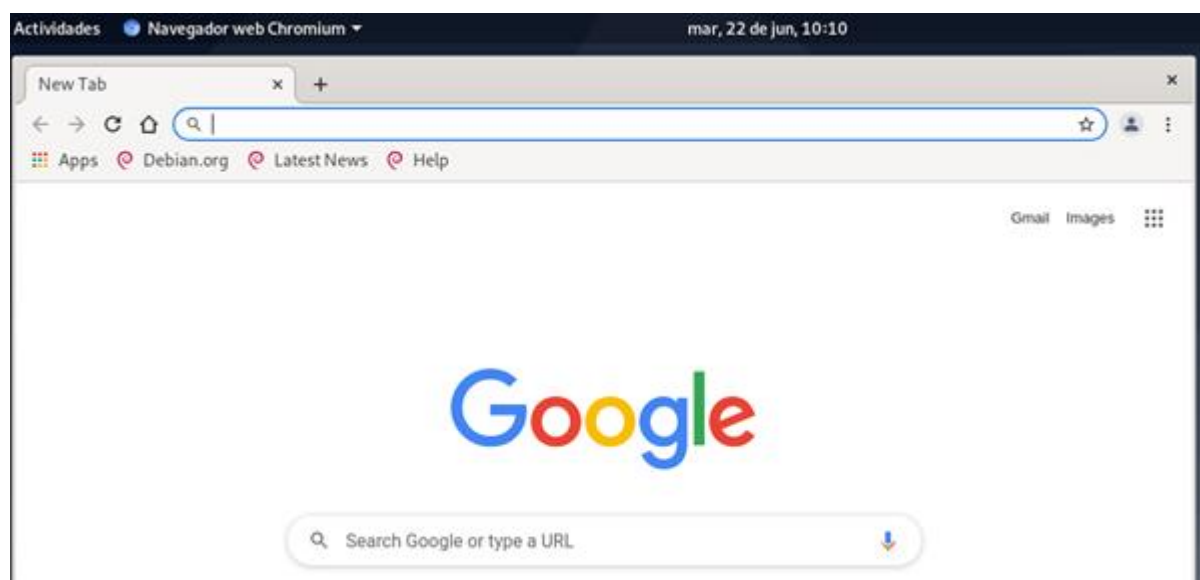 Actividades Navegador web Chromium mar, 22 de jun, 10:10
New Tab
Apps Debian.org Latest News Help
Gmail Images
Google
Search Google or type a URL